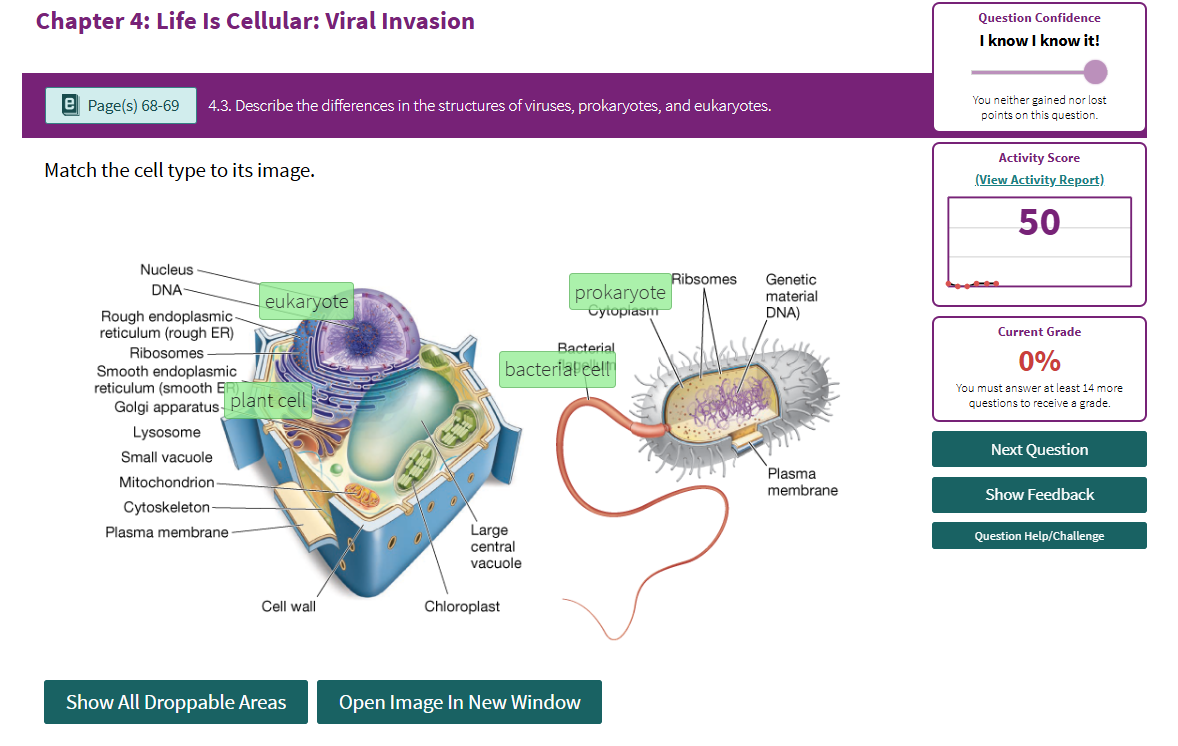 Chapter 4: Life Is Cellular: Viral Invasion
Question Confidence
I know I know it!
You neither gained nor lost
points on this question.
Page(s) 68-69
4.3. Describe the differences in the structures of viruses, prokaryotes, and eukaryotes.
Match the cell type to its image.
Activity Score
(View Activity Report)
50
Current Grade
0%
You must answer at least 14 more
questions to receive a grade.
Next Question
Show Feedback
Question Help/Challenge
Nucleus
DNA
eukaryote
Rough endoplasmic
reticulum (rough ER)
Ribosomes
Smooth endoplasmic
reticulum (smooth ER)
plant cell
Golgi apparatus
Lysosome
Small vacuole
Mitochondrion
Cytoskeleton
Plasma membrane
Cell wall
Chloroplast
Large
central
vacuole
prokaryote
Cytoplasm
Ribsomes
Genetic
material
DNA)
Bacterial
bacterial cell
Plasma
membrane
Show All Droppable Areas
Open Image In New Window